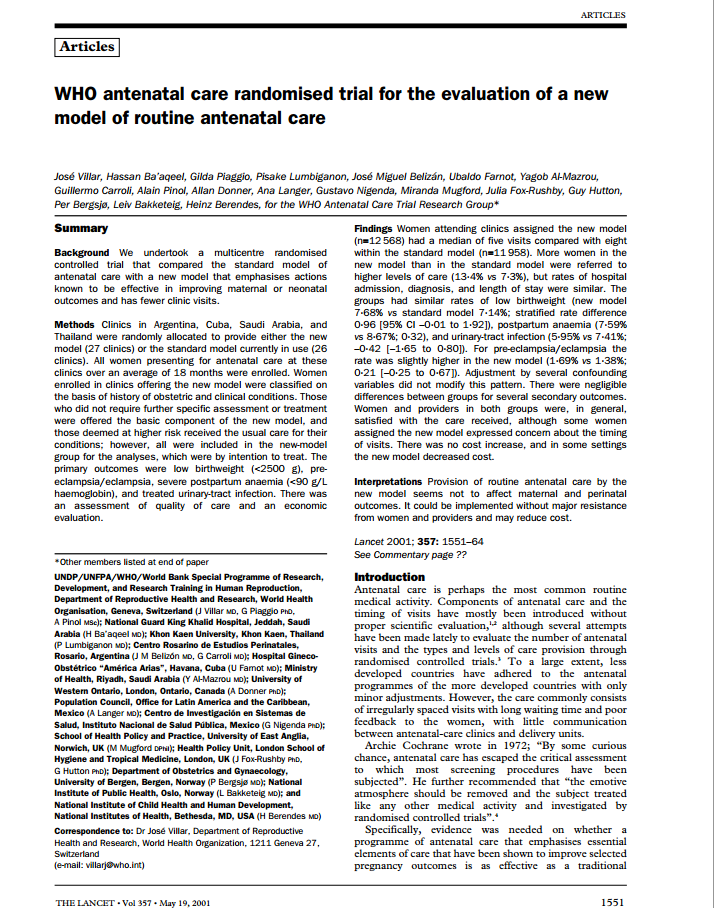 ARTICLES
Articles
WHO antenatal care randomised trial for the evaluation of a new
model of routine antenatal care
José Villar, Hassan Ba'aqeel, Gilda Piaggio, Pisake Lumbiganon, José Miguel Belizán, Ubaldo Farnot, Yagob Al-Mazrou,
Guillermo Carroli, Alain Pinol, Allan Donner, Ana Langer, Gustavo Nigenda, Miranda Mugford, Julia Fox-Rushby, Guy Hutton,
Per Bergsjø, Leiv Bakketeig, Heinz Berendes, for the WHO Antenatal Care Trial Research Group*
Summary
Background We undertook a multicentre randomised
controlled trial that compared the standard model of
antenatal care with a new model that emphasises actions
known to be effective in improving maternal or neonatal
outcomes and has fewer clinic visits.
Methods Clinics in Argentina, Cuba, Saudi Arabia, and
Thailand were randomly allocated to provide either the new
model (27 clinics) or the standard model currently in use (26
clinics). All women presenting for antenatal care at these
clinics over an average of 18 months were enrolled. Women
enrolled in clinics offering the new model were classified on
the basis of history of obstetric and clinical conditions. Those
who did not require further specific assessment or treatment
were offered the basic component of the new model, and
those deemed at higher risk received the usual care for their
conditions; however, all were included in the new-model
group for the analyses, which were by intention to treat. The
primary outcomes were low birthweight (<2500 g), pre-
eclampsia/eclampsia, severe postpartum anaemia (<90 g/L
haemoglobin), and treated urinary-tract infection. There was
an assessment of quality of care and an economic
evaluation.
*Other members listed at end of paper
UNDP/UNFPA/WHO/World Bank Special Programme of Research,
Development, and Research Training in Human Reproduction,
Department of Reproductive Health and Research, World Health
Organisation, Geneva, Switzerland (J Villar MD, G Piaggio PhD,
A Pinol MSc); National Guard King Khalid Hospital, Jeddah, Saudi
Arabia (H Ba'aqeel MD); Khon Kaen University, Khon Kaen, Thailand
(P Lumbiganon MD); Centro Rosarino de Estudios Perinatales,
Rosario, Argentina (J M Belizón MD, G Carroli MD); Hospital Gineco-
Obstétrico “América Arias”, Havana, Cuba (U Farnot MD); Ministry
of Health, Riyadh, Saudi Arabia (Y Al-Mazrou MD); University of
Western Ontario, London, Ontario, Canada (A Donner PhD);
Population Council, Office for Latin America and the Caribbean,
Mexico (A Langer MD); Centro de Investigación en Sistemas de
Salud, Instituto Nacional de Salud Pública, Mexico (G Nigenda PhD);
School of Health Policy and Practice, University of East Anglia,
Norwich, UK (M Mugford DPhil); Health Policy Unit, London School of
Hygiene and Tropical Medicine, London, UK (J Fox-Rushby PhD,
G Hutton PhD); Department of Obstetrics and Gynaecology,
University of Bergen, Bergen, Norway (P Bergsjø MD); National
Institute of Public Health, Oslo, Norway (L Bakketeig MD); and
National Institute of Child Health and Human Development,
National Institutes of Health, Bethesda, MD, USA (H Berendes MD)
Correspondence to: Dr José Villar, Department of Reproductive
Health and Research, World Health Organization, 1211 Geneva 27,
Switzerland
(e-mail: villarj@who.int)
Findings Women attending clinics assigned the new model
(n=12 568) had a median of five visits compared with eight
within the standard model (n=11 958). More women in the
new model than in the standard model were referred to
higher levels of care (13·4% vs 7·3%), but rates of hospital
admission, diagnosis, and length of stay were similar. The
groups had similar rates of low birthweight (new model
7·68% vs standard model 7·14%; stratified rate difference
0·96 [95% CI –0·01 to 1·92]), postpartum anaemia (7·59%
vs 8·67%; 0·32), and urinary-tract infection (5·95% vs 7·41%;
–0·42 [–1·65 to 0·80]). For pre-eclampsia/eclampsia the
rate was slightly higher in the new model (1·69% vs 1·38%;
0·21 [–0·25 to 0·67]). Adjustment by several confounding
variables did not modify this pattern. There were negligible
differences between groups for several secondary outcomes.
Women and providers in both groups were, in general,
satisfied with the care received, although some women
assigned the new model expressed concern about the timing
of visits. There was no cost increase, and in some settings
the new model decreased cost.
Interpretations Provision of routine antenatal care by the
new model seems not to affect maternal and perinatal
outcomes. It could be implemented without major resistance
from women and providers and may reduce cost.
Lancet 2001; 357: 1551–64
See Commentary page ??
Introduction
Antenatal care is perhaps the most common routine
medical activity. Components of antenatal care and the
timing of visits have mostly been introduced without
proper scientific evaluation,1,2 although several attempts
have been made lately to evaluate the number of antenatal
visits and the types and levels of care provision through
randomised controlled trials.3 To a large extent, less
developed countries have adhered to the antenatal
programmes of the more developed countries with only
minor adjustments. However, the care commonly consists
of irregularly spaced visits with long waiting time and poor
feedback to the women, with little communication
between antenatal-care clinics and delivery units.
Archie Cochrane wrote in 1972; “By some curious
chance, antenatal care has escaped the critical assessment
to which most screening procedures have been
subjected”. He further recommended that “the emotive
atmosphere should be removed and the subject treated
like any other medical activity and investigated by
randomised controlled trials”.4
Specifically, evidence was needed on whether a
programme of antenatal care that emphasises essential
elements of care that have been shown to improve selected
pregnancy outcomes is as effective as a traditional
THE LANCET • Vol 357 • May 19, 2001
1551